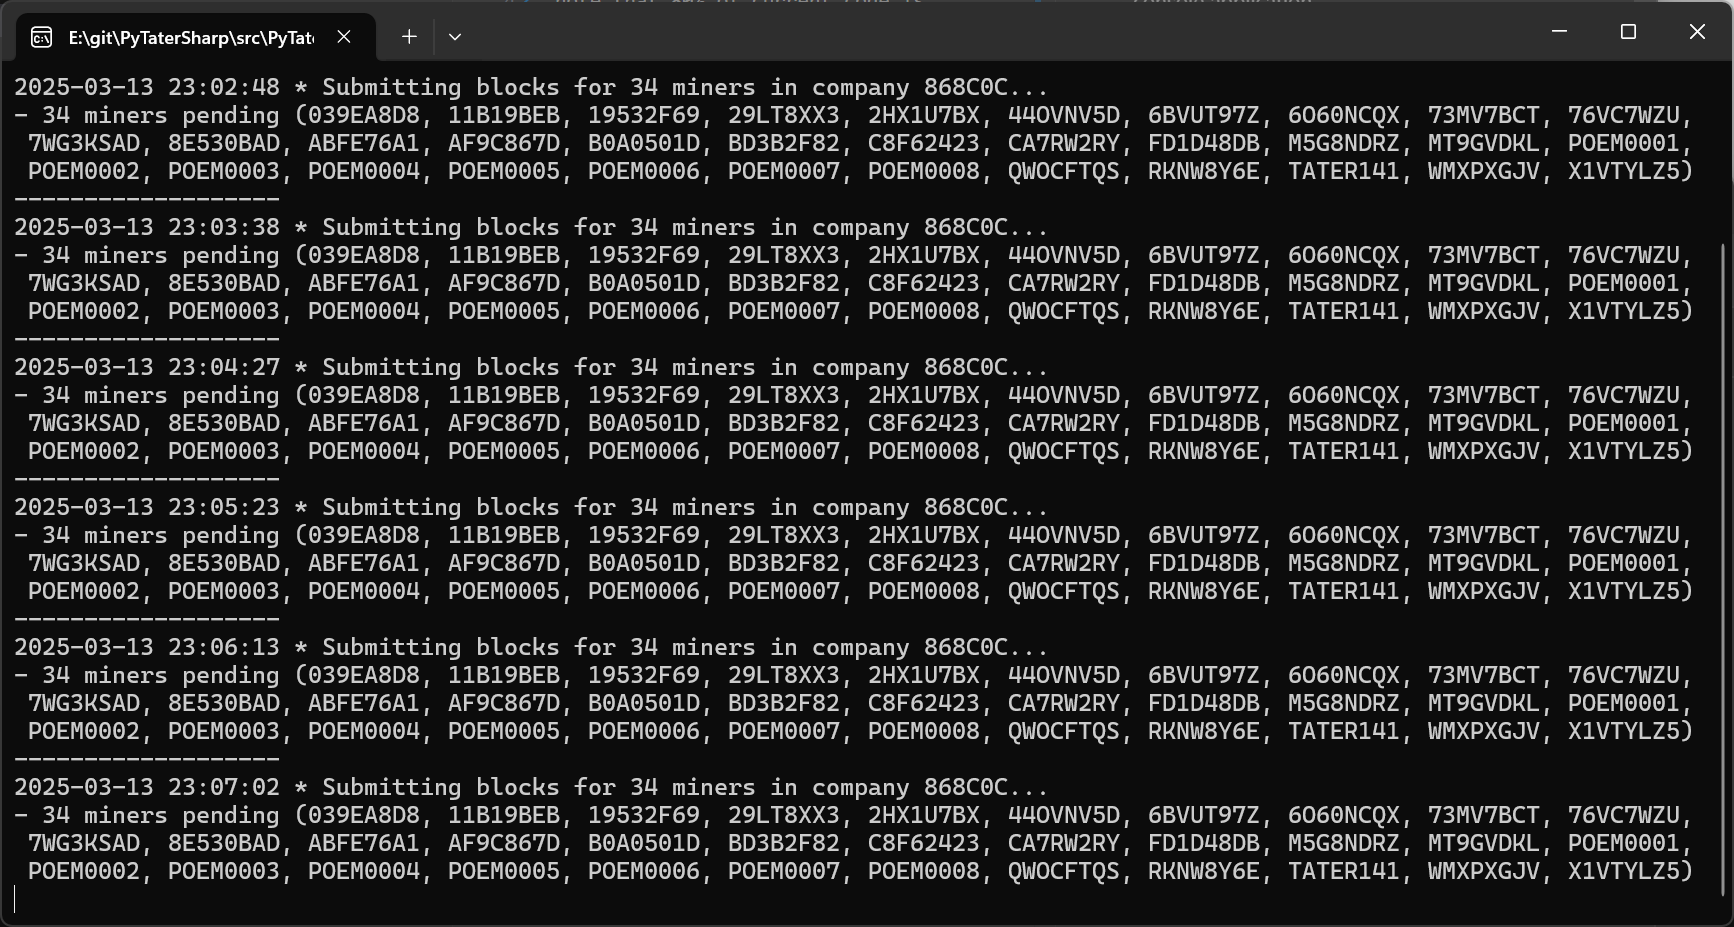 E:\git\PyTaterSharp\src\PyTat
2025-03-13 23:02:48 * Submitting blocks for 34 miners in company 868C0C...
- 34 miners pending (039EA8D8, 11B19BEB, 19532F69, 29LT8XX3, 2HX1U7BX, 44OVNV5D, 6BVUT97Z, 6O60NCQX, 73MV7BCT, 76VC7WZU,
7WG3KSAD, 8E530BAD, ABFE76A1, AF9C867D, B0A0501D, BD3B2F82, C8F62423, CA7RW2RY, FD1D48DB, M5G8NDRZ, MT9GVDKL, POEM0001,
POEM0002, POEM0003, POEM0004, POEM0005, POEM0006, POEM0007, POEM0008, QWOCFTQS, RKNW8Y6E, TATER141, WMXPXGJV, X1VTYLZ5)
-------------------
2025-03-13 23:03:38 * Submitting blocks for 34 miners in company 868C0C...
- 34 miners pending (039EA8D8, 11B19BEB, 19532F69, 29LT8XX3, 2HX1U7BX, 44OVNV5D, 6BVUT97Z, 6O60NCQX, 73MV7BCT, 76VC7WZU,
7WG3KSAD, 8E530BAD, ABFE76A1, AF9C867D, B0A0501D, BD3B2F82, C8F62423, CA7RW2RY, FD1D48DB, M5G8NDRZ, MT9GVDKL, POEM0001,
POEM0002, POEM0003, POEM0004, POEM0005, POEM0006, POEM0007, POEM0008, QWOCFTQS, RKNW8Y6E, TATER141, WMXPXGJV, X1VTYLZ5)
-------------------
2025-03-13 23:04:27 * Submitting blocks for 34 miners in company 868C0C...
- 34 miners pending (039EA8D8, 11B19BEB, 19532F69, 29LT8XX3, 2HX1U7BX, 44OVNV5D, 6BVUT97Z, 6O60NCQX, 73MV7BCT, 76VC7WZU,
7WG3KSAD, 8E530BAD, ABFE76A1, AF9C867D, B0A0501D, BD3B2F82, C8F62423, CA7RW2RY, FD1D48DB, M5G8NDRZ, MT9GVDKL, POEM0001,
POEM0002, POEM0003, POEM0004, POEM0005, POEM0006, POEM0007, POEM0008, QWOCFTQS, RKNW8Y6E, TATER141, WMXPXGJV, X1VTYLZ5)
-------------------
2025-03-13 23:05:23 * Submitting blocks for 34 miners in company 868C0C...
- 34 miners pending (039EA8D8, 11B19BEB, 19532F69, 29LT8XX3, 2HX1U7BX, 44OVNV5D, 6BVUT97Z, 6O60NCQX, 73MV7BCT, 76VC7WZU,
7WG3KSAD, 8E530BAD, ABFE76A1, AF9C867D, B0A0501D, BD3B2F82, C8F62423, CA7RW2RY, FD1D48DB, M5G8NDRZ, MT9GVDKL, POEM0001,
POEM0002, POEM0003, POEM0004, POEM0005, POEM0006, POEM0007, POEM0008, QWOCFTQS, RKNW8Y6E, TATER141, WMXPXGJV, X1VTYLZ5)
-------------------
2025-03-13 23:06:13 * Submitting blocks for 34 miners in company 868C0C...
- 34 miners pending (039EA8D8, 11B19BEB, 19532F69, 29LT8XX3, 2HX1U7BX, 44OVNV5D, 6BVUT97Z, 6O60NCQX, 73MV7BCT, 76VC7WZU,
7WG3KSAD, 8E530BAD, ABFE76A1, AF9C867D, B0A0501D, BD3B2F82, C8F62423, CA7RW2RY, FD1D48DB, M5G8NDRZ, MT9GVDKL, POEM0001,
POEM0002, POEM0003, POEM0004, POEM0005, POEM0006, POEM0007, POEM0008, QWOCFTQS, RKNW8Y6E, TATER141, WMXPXGJV, X1VTYLZ5)
-------------------
2025-03-13 23:07:02 * Submitting blocks for 34 miners in company 868C0C...
- 34 miners pending (039EA8D8, 11B19BEB, 19532F69, 29LT8XX3, 2HX1U7BX, 44OVNV5D, 6BVUT97Z, 6O60NCQX, 73MV7BCT, 76VC7WZU,
7WG3KSAD, 8E530BAD, ABFE76A1, AF9C867D, B0A0501D, BD3B2F82, C8F62423, CA7RW2RY, FD1D48DB, M5G8NDRZ, MT9GVDKL, POEM0001,
POEM0002, POEM0003, POEM0004, POEM0005, POEM0006, POEM0007, POEM0008, QWOCFTQS, RKNW8Y6E, TATER141, WMXPXGJV, X1VTYLZ5)